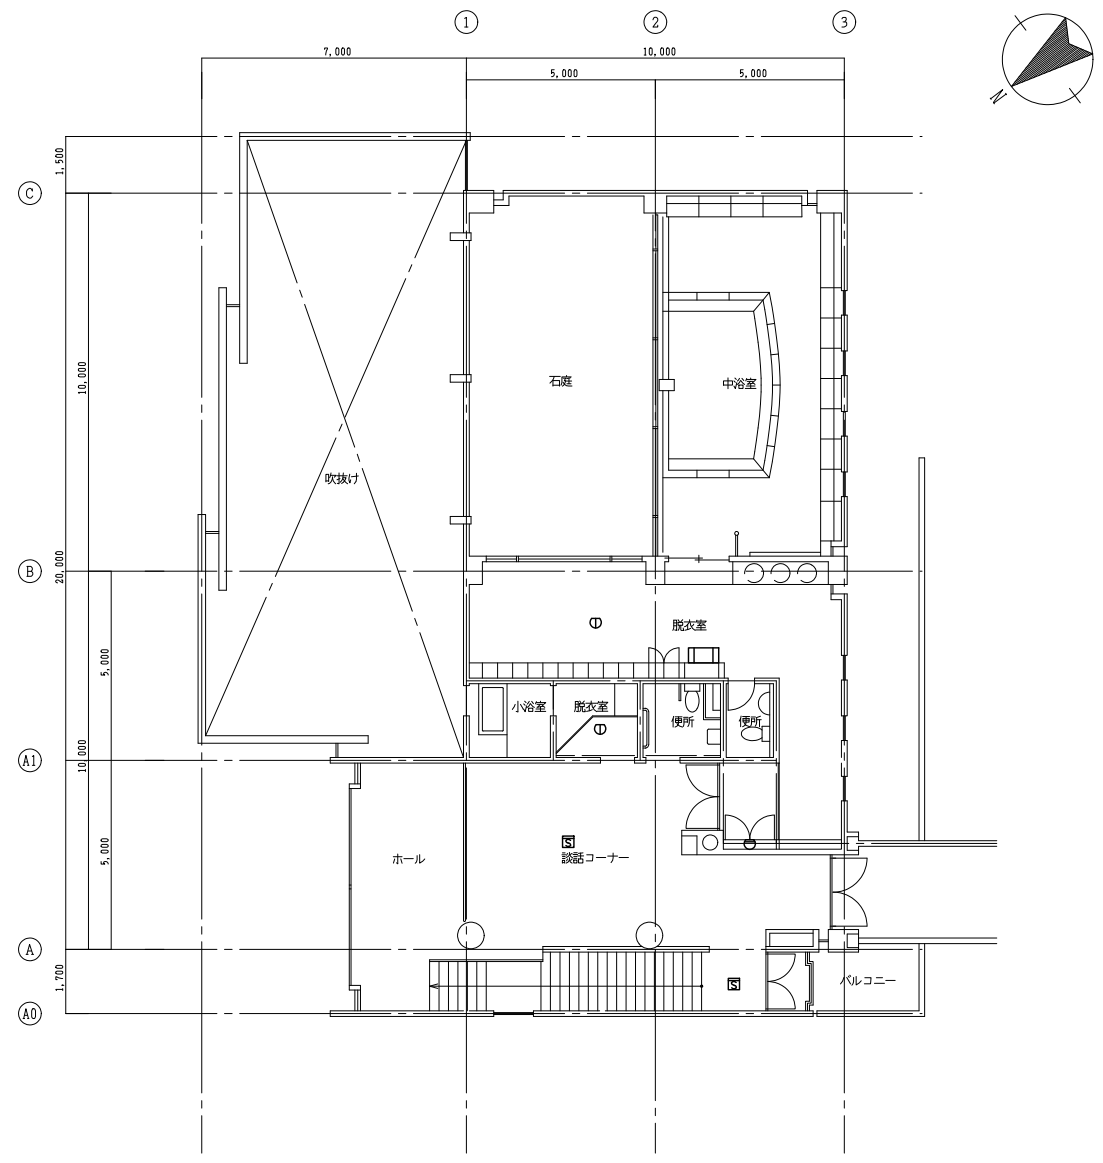 1
2
3
7,000
10,000
5,000
5,000
N
1,500
C
10,000
石庭
中浴室
吹抜け
20,000
B
脱衣室
5,000
小浴室
脱衣室
便所
便所
A1
10,000
5,000
ホール
S
談話コーナー
A
1,700
S
バルコニー
A0